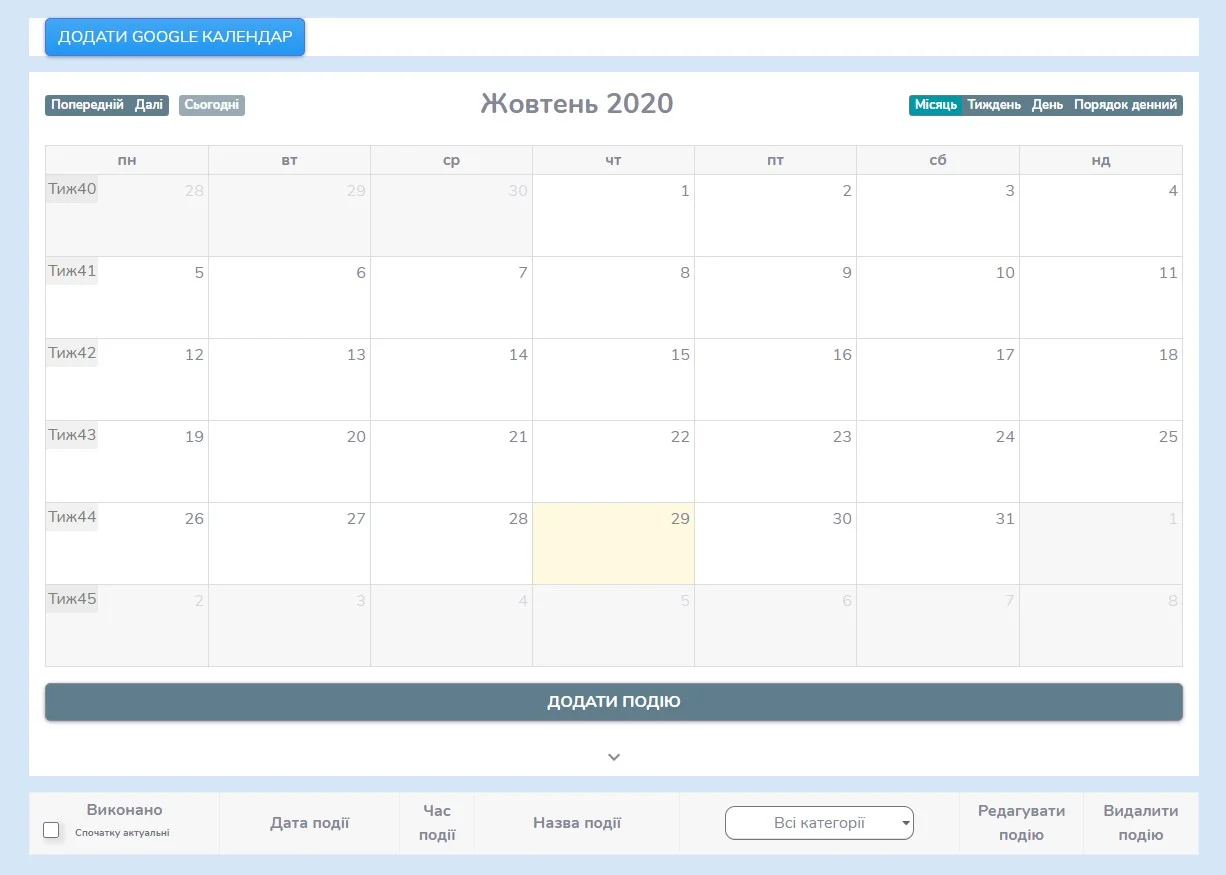 ДОДАТИ GOOGLE КАЛЕНДАР
Попередній Далі Сьогодні Жовтень 2020 Місяць Тиждень День Порядок денний
пн вт ср чт пт сб нд
Тиж40 28 29 30 1 2 3 4
Тиж41 5 6 7 8 9 10 11
Тиж42 12 13 14 15 16 17 18
Тиж43 19 20 21 22 23 24 25
Тиж44 26 27 28 29 30 31 1
Тиж45 2 3 4 5 6 7 8
ДОДАТИ ПОДІЮ
Виконано
Спочатку актуальні
Дата події
Час
події
Назва події
Всі категорії
Редагувати
подію
Видалити
подію